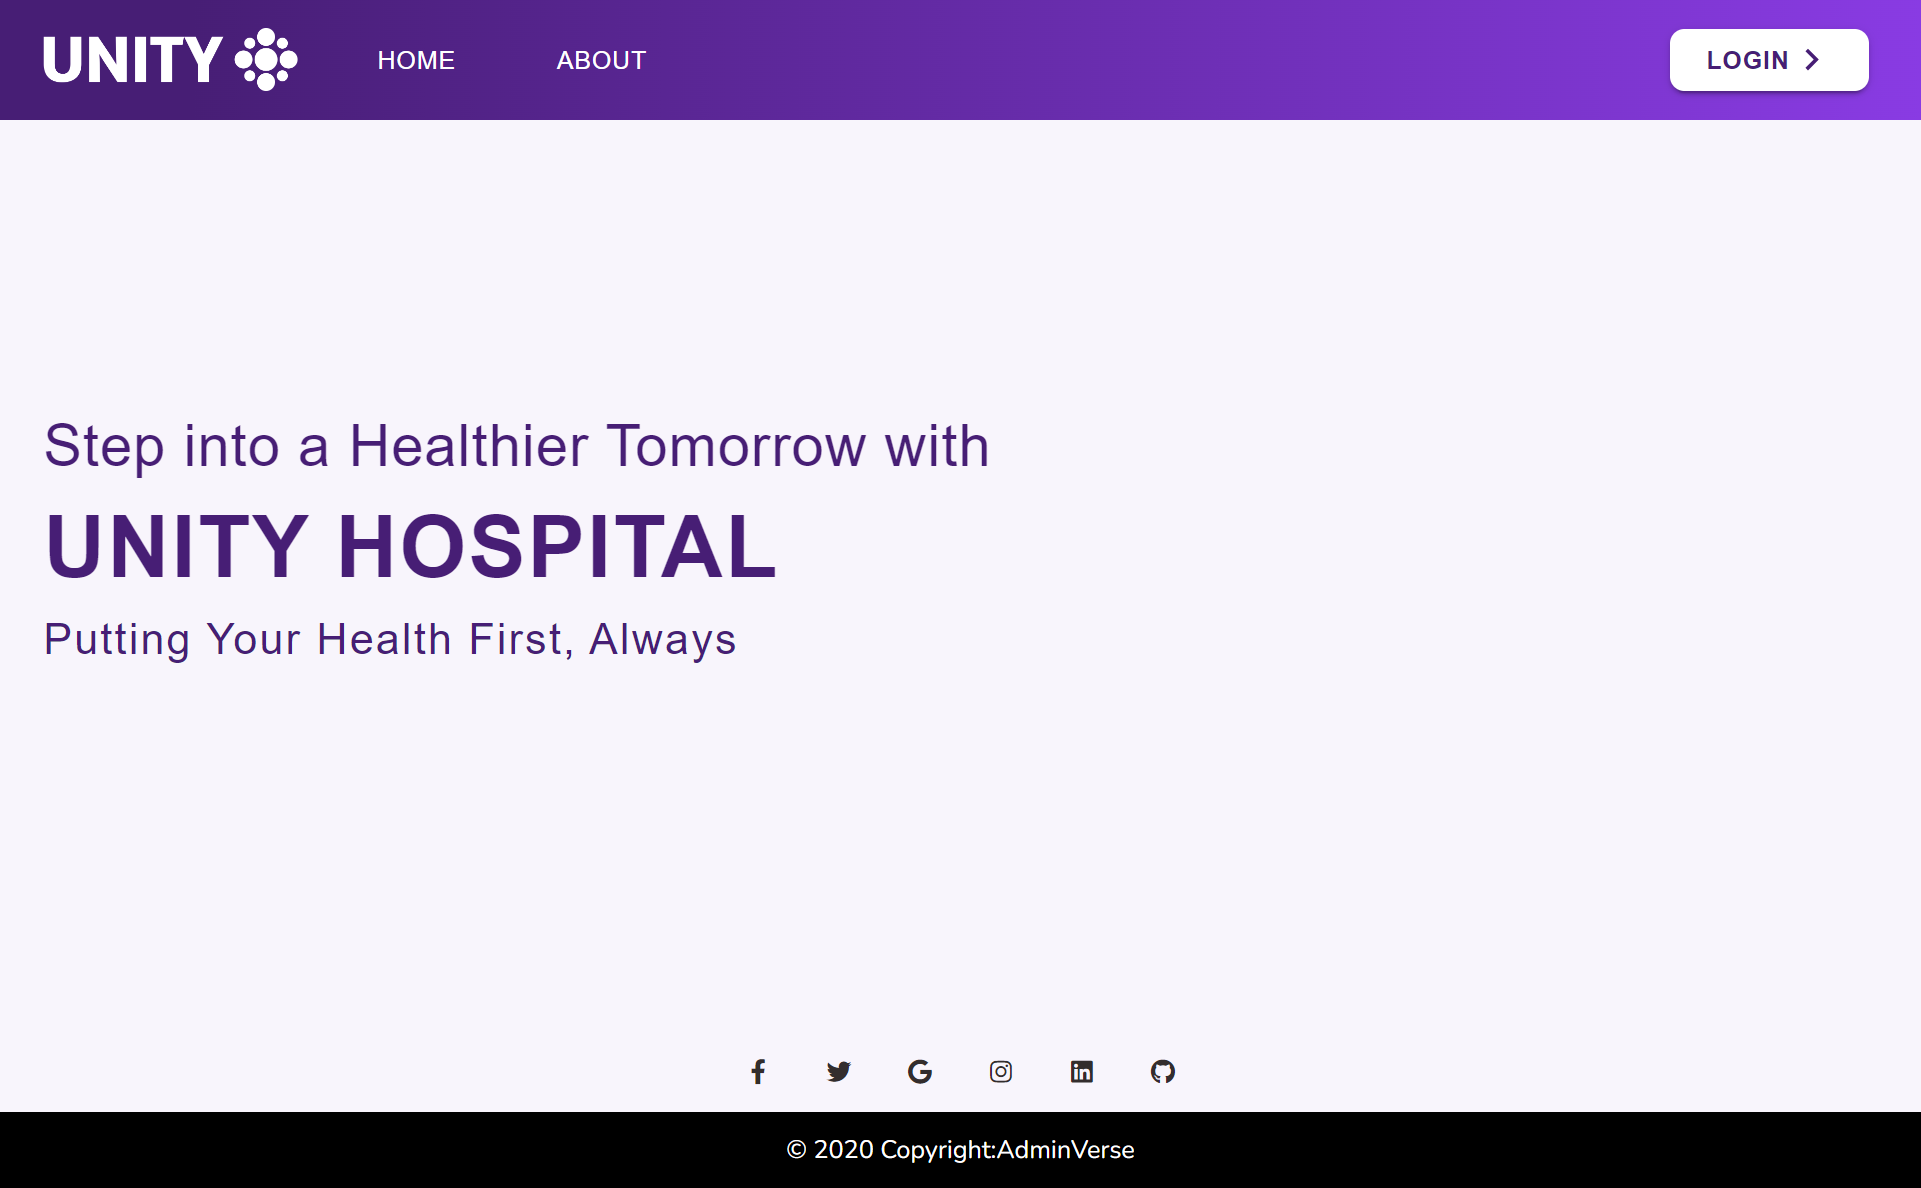 UNITY HOME ABOUT LOGIN
Step into a Healthier Tomorrow with
UNITY HOSPITAL
Putting Your Health First, Always
© 2020 Copyright:AdminVerse